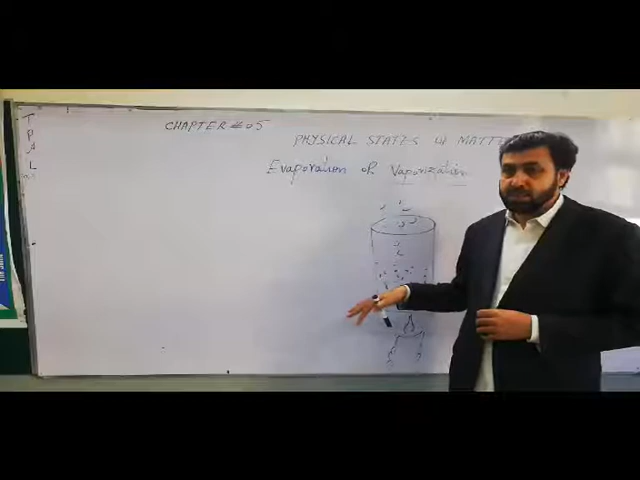 CHAPTER # 05
PHYSICAL STATES OF MATTER
Evaporation or Vaporization